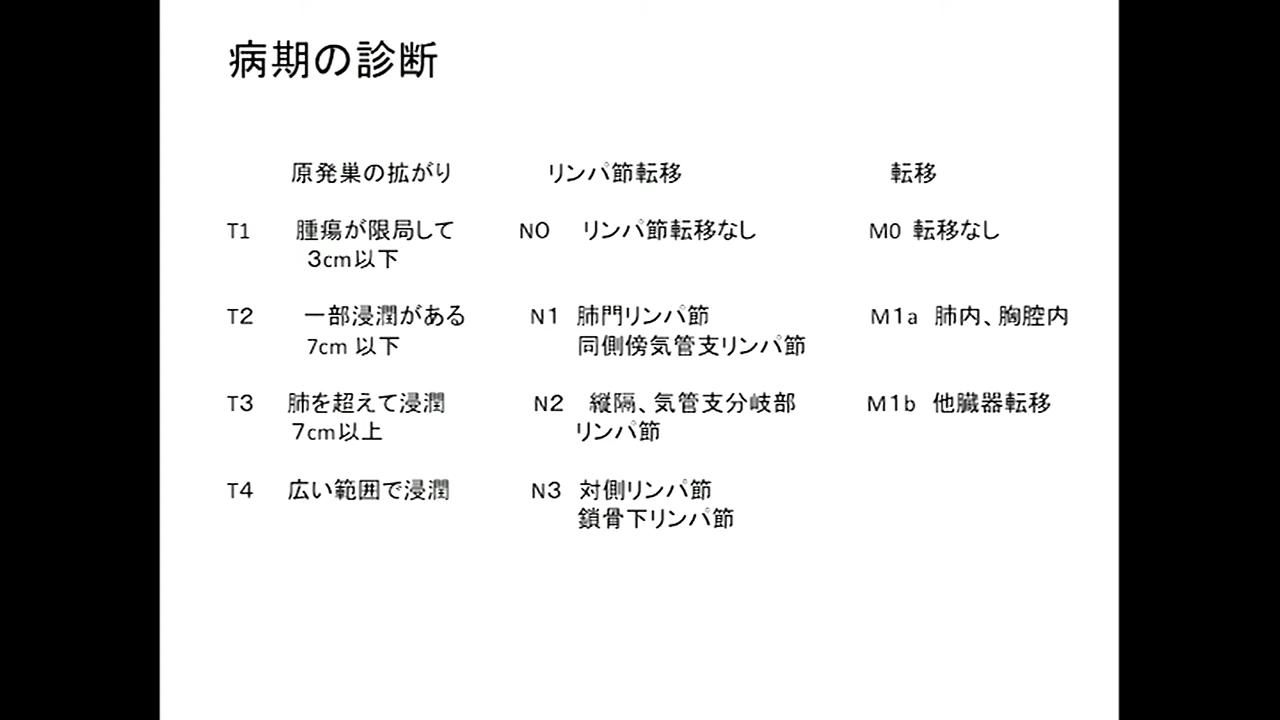 病期の診断
原発巣の拡がり リンパ節転移 転移
T1 腫瘍が限局して N0 リンパ節転移なし M0 転移なし
3cm以下
T2 一部浸潤がある N1 肺門リンパ節 M1a 肺内、胸腔内
7cm 以下 同側傍気管支リンパ節
T3 肺を超えて浸潤 N2 縦隔、気管支分岐部 M1b 他臓器転移
7cm以上 リンパ節
T4 広い範囲で浸潤 N3 対側リンパ節
鎖骨下リンパ節